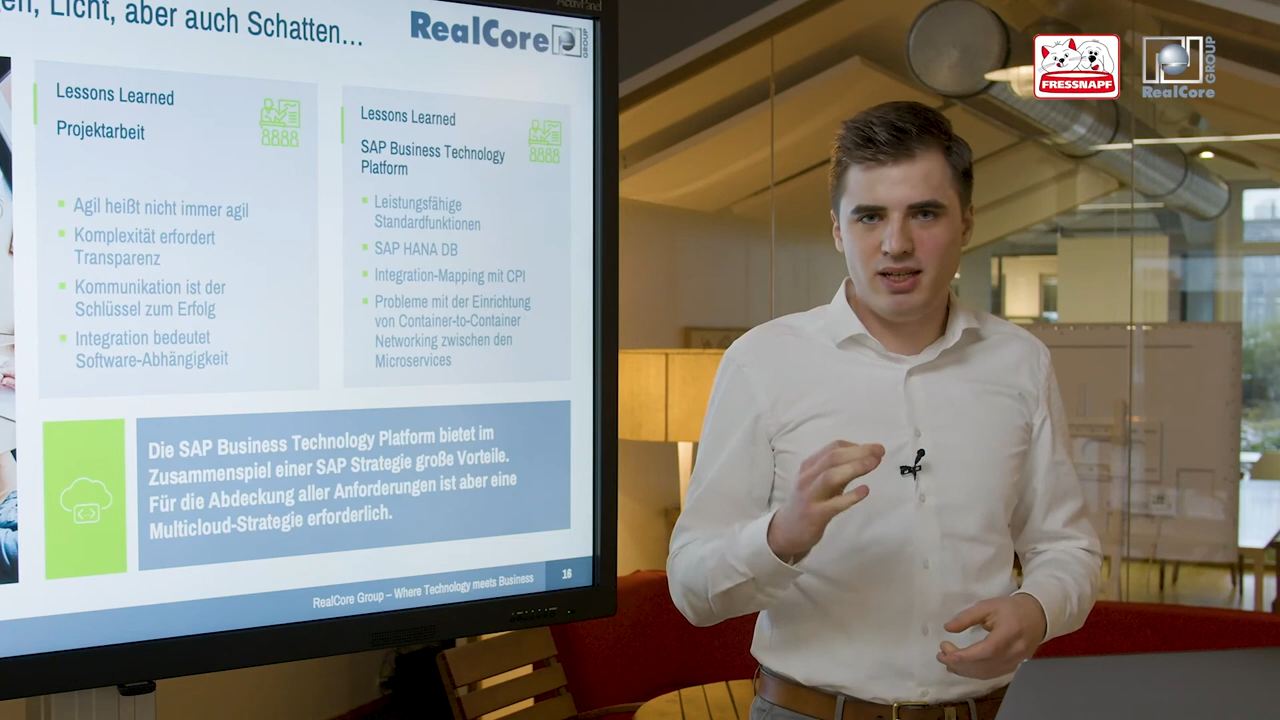 Licht, aber auch Schatten...
RealCore
GROUP
Lessons Learned
Projektarbeit
Agil heißt nicht immer agil
Komplexität erfordert
Transparenz
Kommunikation ist der
Schlüssel zum Erfolg
Integration bedeutet
Software-Abhängigkeit
Lessons Learned
SAP Business Technology
Platform
Leistungsfähige
Standardfunktionen
SAP HANA DB
Integration-Mapping mit CPI
Probleme mit der Einrichtung
von Container-to-Container
Networking zwischen den
Microservices
Die SAP Business Technology Platform bietet im
Zusammenspiel einer SAP Strategie große Vorteile.
Für die Abdeckung aller Anforderungen ist aber eine
Multicloud-Strategie erforderlich.
RealCore Group – Where Technology meets Business
16
FRESSNAPF
GROUP
RealCore